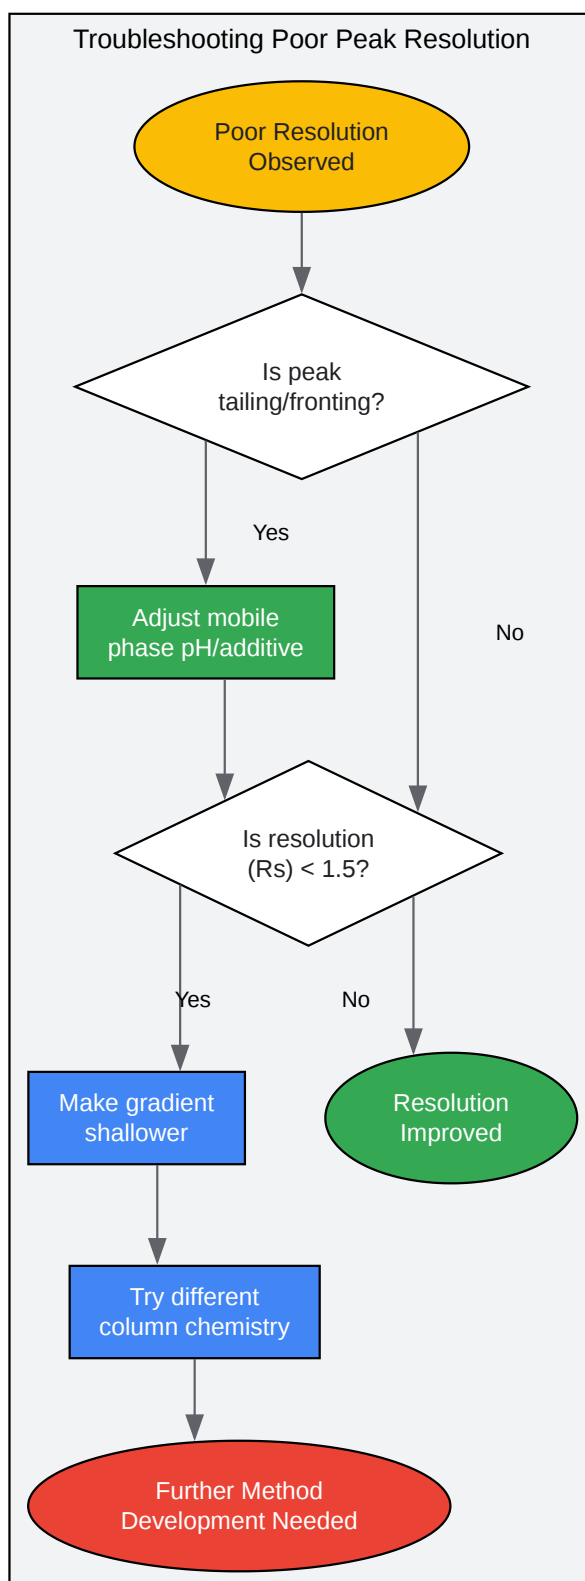 Troubleshooting Poor Peak Resolution
Poor Resolution
Observed
Is peak
tailing/fronting?
Yes
Adjust mobile
phase pH/additive
No
Is resolution
(Rs) < 1.5?
Yes
No
Make gradient
shallower
Resolution
Improved
Try different
column chemistry
Further Method
Development Needed